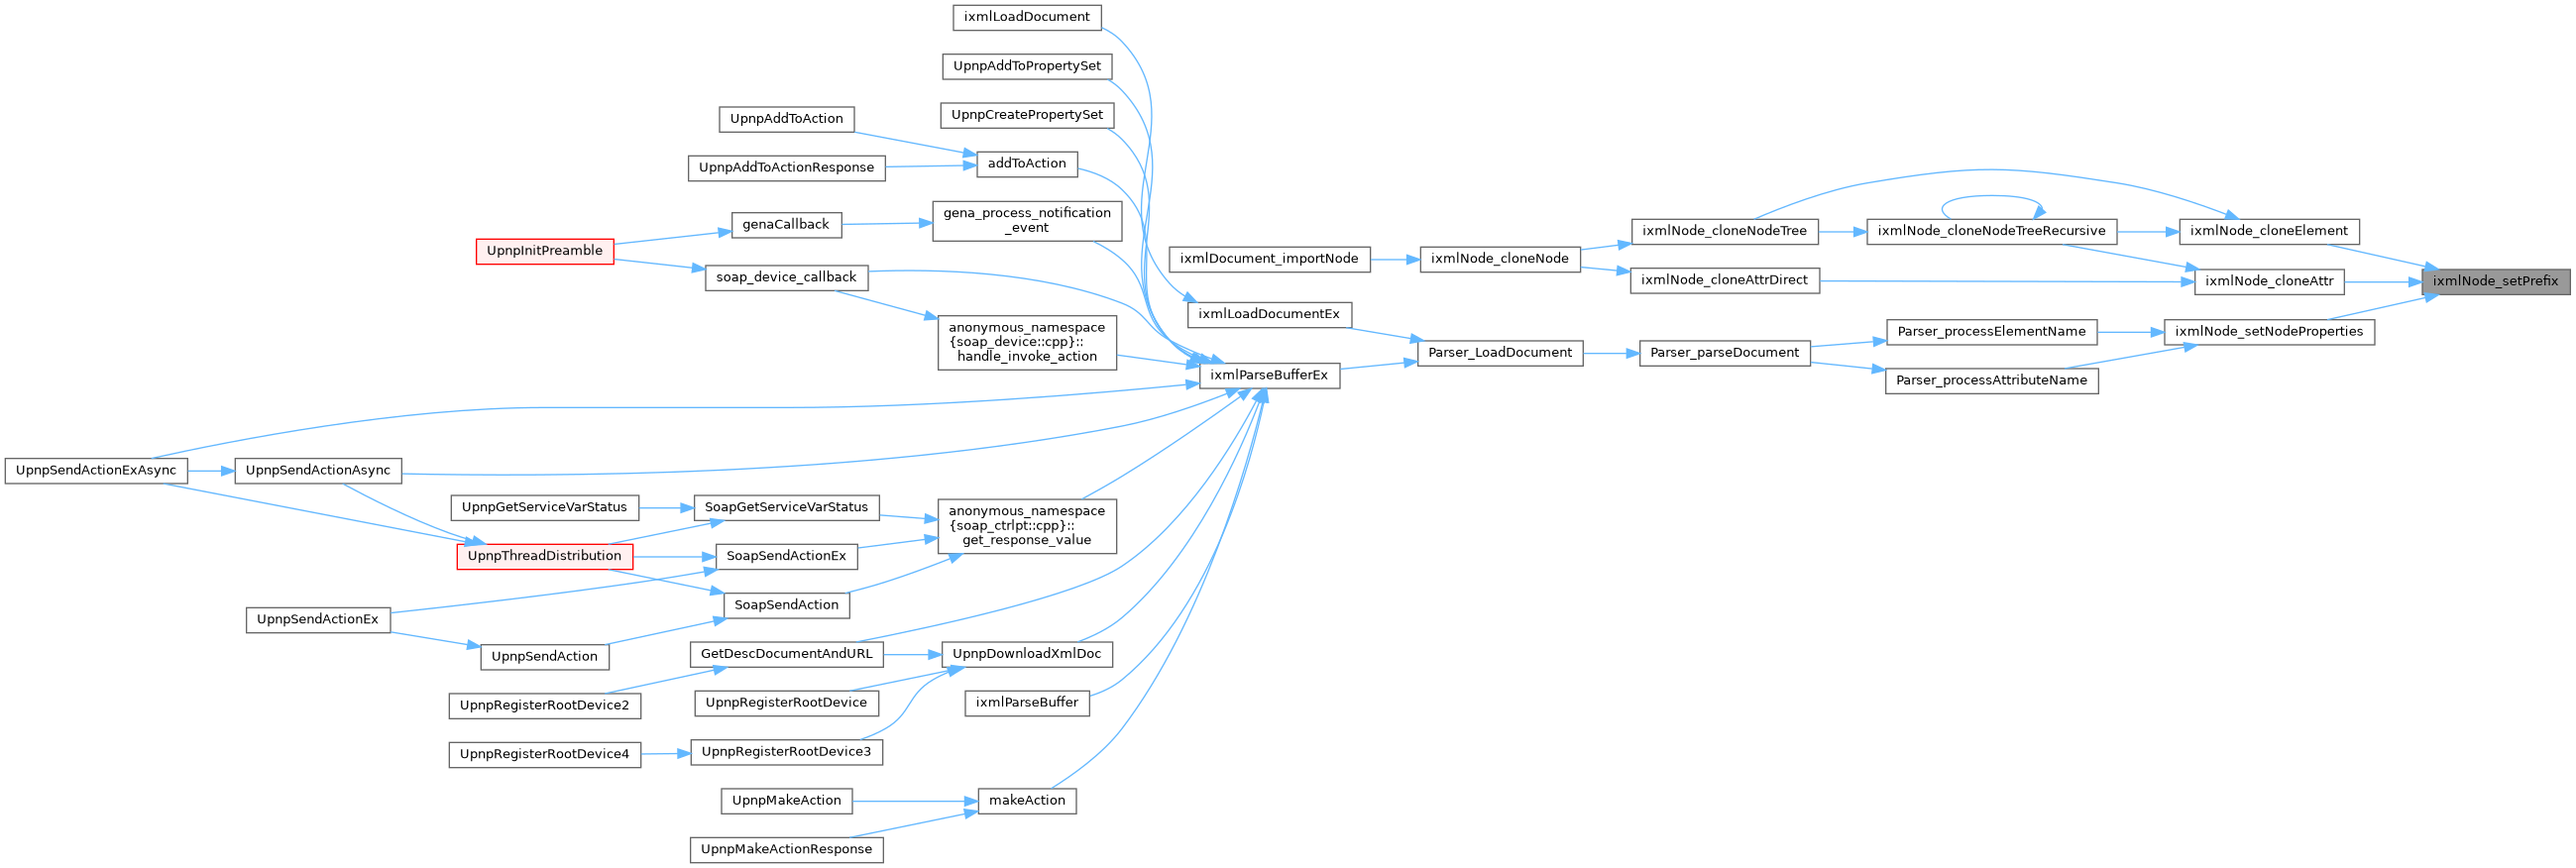 ixmlLoadDocument
UpnpAddToPropertySet
UpnpCreatePropertySet
UpnpAddToAction
addToAction
UpnpAddToActionResponse
gena_process_notification
_event
genaCallback
UpnpInitPreamble
soap_device_callback
anonymous_namespace
{soap_device::cpp}::
handle_invoke_action
ixmlDocument_importNode
ixmlNode_cloneNode
ixmlNode_cloneNodeTree
ixmlNode_cloneNodeTreeRecursive
ixmlNode_cloneElement
ixmlNode_cloneAttrDirect
ixmlNode_cloneAttr
ixmlNode_setPrefix
ixmlLoadDocumentEx
ixmlNode_setNodeProperties
Parser_processElementName
Parser_LoadDocument
Parser_parseDocument
Parser_processAttributeName
ixmlParseBufferEx
UpnpSendActionExAsync
UpnpSendActionAsync
UpnpGetServiceVarStatus
SoapGetServiceVarStatus
anonymous_namespace
{soap_ctrlpt::cpp}::
get_response_value
UpnpThreadDistribution
SoapSendActionEx
SoapSendAction
UpnpSendActionEx
UpnpSendAction
GetDescDocumentAndURL
UpnpDownloadXmlDoc
UpnpRegisterRootDevice2
UpnpRegisterRootDevice
ixmlParseBuffer
UpnpRegisterRootDevice4
UpnpRegisterRootDevice3
UpnpMakeAction
makeAction
UpnpMakeActionResponse